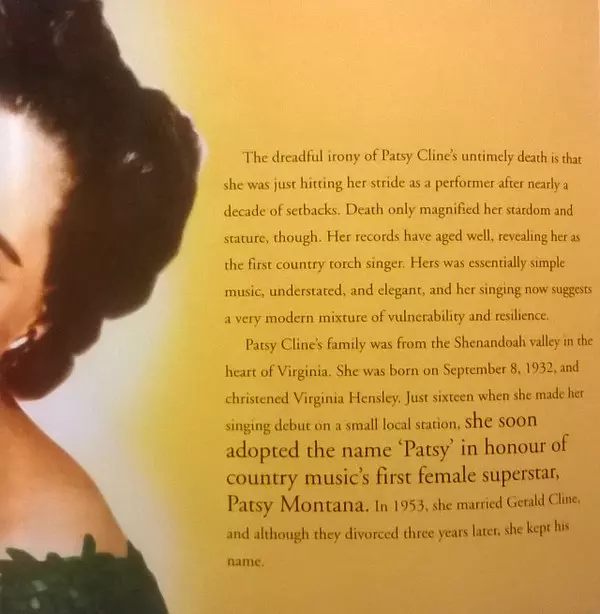 The dreadful irony of Patsy Cline's untimely death is that
she was just hitting her stride as a performer after nearly a
decade of setbacks. Death only magnified her stardom and
stature, though. Her records have aged well, revealing her as
the first country torch singer. Hers was essentially simple
music, understated, and elegant, and her singing now suggests
a very modern mixture of vulnerability and resilience.
Patsy Cline's family was from the Shenandoah valley in the
heart of Virginia. She was born on September 8, 1932, and
christened Virginia Hensley. Just sixteen when she made her
singing debut on a small local station, she soon
adopted the name ‘Patsy’ in honour of
country music's first female superstar,
Patsy Montana. In 1953, she married Gerald Cline,
and although they divorced three years later, she kept his
name.